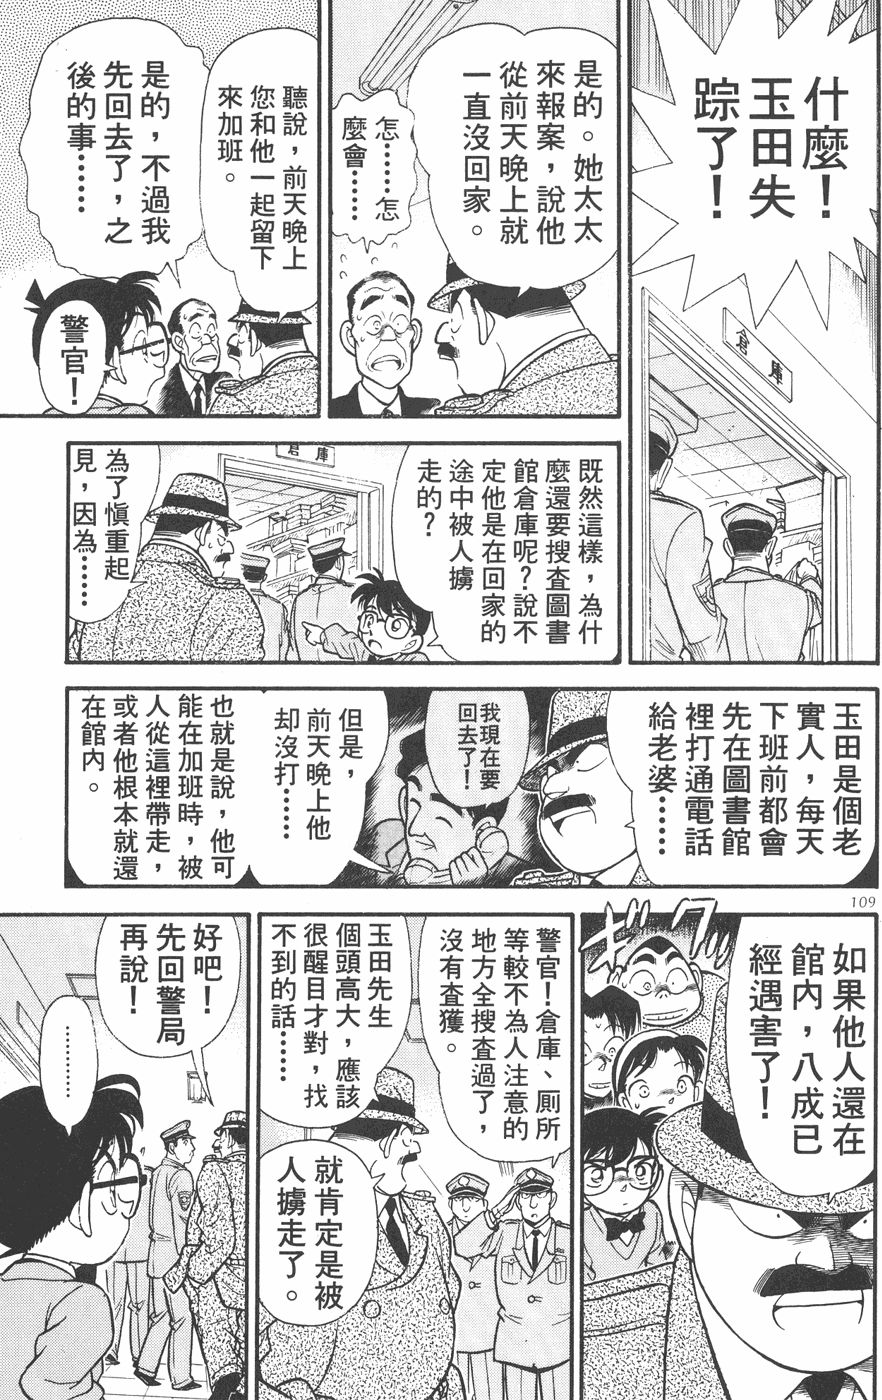 什麼！
玉田失
踪了！
倉庫
是的。她太太
來報案，說他
從前天晚上就
一直沒回家。
怎……怎
麼會……
聽說，前天晚上
您和他一起留下
來加班。
是的，不過我
先回去了，之
後的事……
警官！
既然這樣，為什
麼還要搜查圖書
館倉庫呢？說不
定他是在回家的
途中被人擄
走的？
倉庫
為了慎重起
見，因為……
玉田是個老
實人，每天
下班前都會
先在圖書館
裡打通電話
給老婆……
我現在要
回去了！
但是，
前天晚上他
却沒打……
也就是說，他可
能在加班時，被
人從這裡帶走，
或者他根本就還
在館內。
109
如果他人還在
館內，八成已
經遇害了！
ギクッ
警官！倉庫、厠所
等較不為人注意的
地方全搜查過了，
沒有查獲。
玉田先生
個頭高大，應該
很醒目才對，找
不到的話……
就肯定是被
人擄走了。
好吧！
先回警局
再說！
………